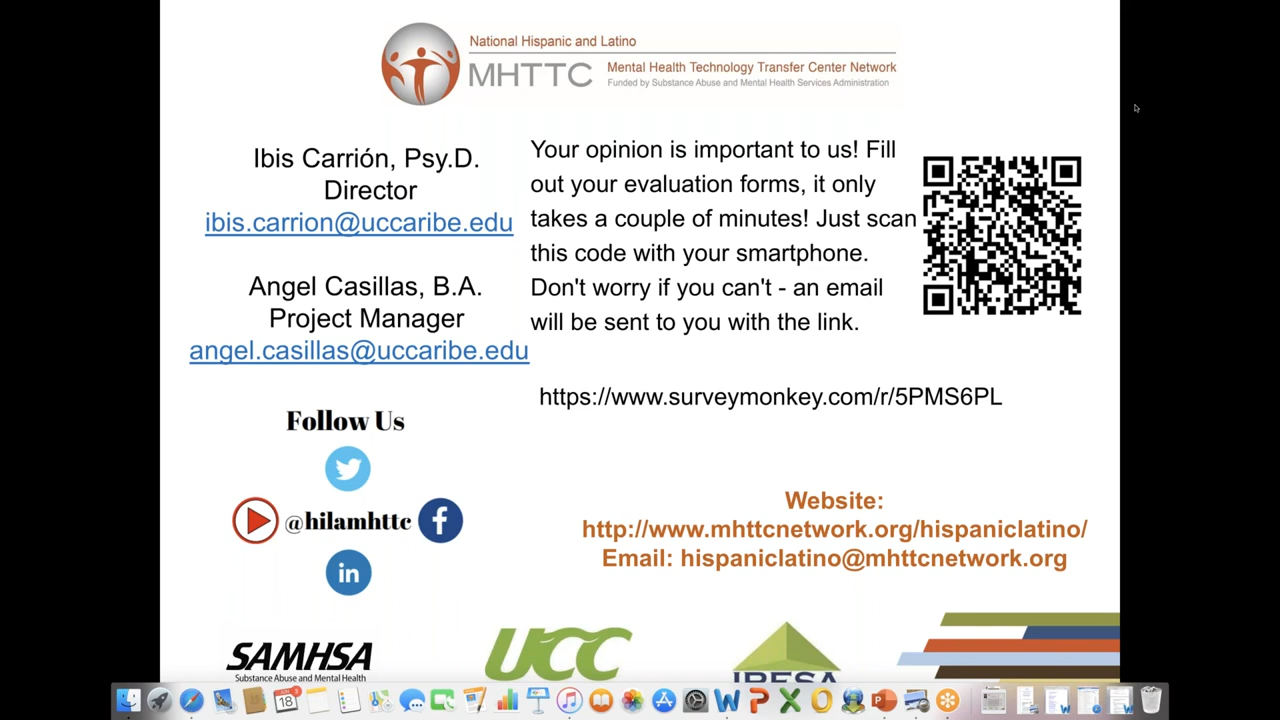 National Hispanic and Latino
MHTTC
Mental Health Technology Transfer Center Network
Funded by Substance Abuse and Mental Health Services Administration
Ibis Carrión, Psy.D.
Director
ibis.carrion@uccaribe.edu
Angel Casillas, B.A.
Project Manager
angel.casillas@uccaribe.edu
Your opinion is important to us! Fill
out your evaluation forms, it only
takes a couple of minutes! Just scan
this code with your smartphone.
Don't worry if you can't - an email
will be sent to you with the link.
https://www.surveymonkey.com/r/5PMS6PL
Follow Us
@hilamhttc
f
in
Website:
http://www.mhttcnetwork.org/hispaniclatino/
Email: hispaniclatino@mhttcnetwork.org
SAMHSA
Substance Abuse and Mental Health
UCC
IBESA
18
W
P
X
O
P